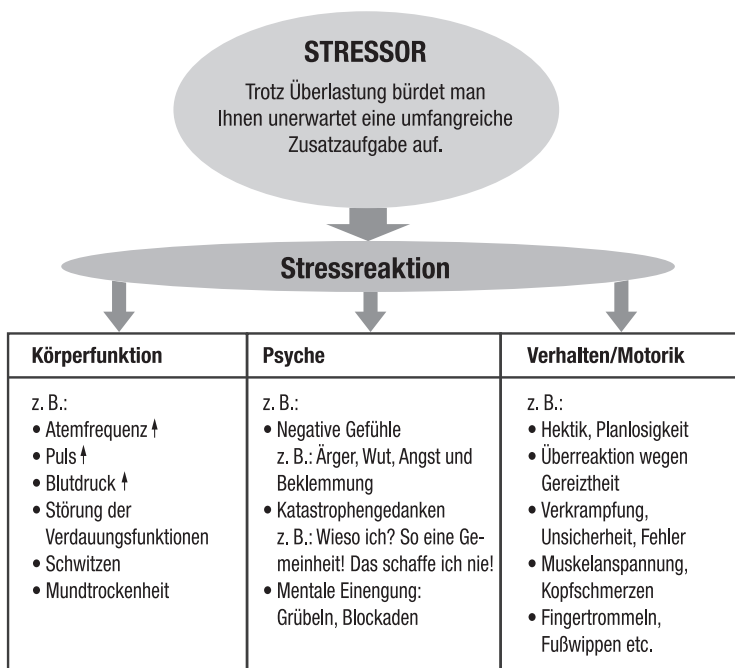 STRESSOR
Trotz Überlastung bürdet man
Ihnen unerwartet eine umfangreiche
Zusatzaufgabe auf.
Stressreaktion
Körperfunktion
z. B.:
• Atemfrequenz ↑
• Puls ↑
• Blutdruck ↑
• Störung der
Verdauungsfunktionen
• Schwitzen
• Mundtrockenheit
Psyche
z. B.:
• Negative Gefühle
z. B.: Ärger, Wut, Angst und
Beklemmung
• Katastrophengedanken
z. B.: Wieso ich? So eine Ge-
meinheit! Das schaffe ich nie!
• Mentale Einengung:
Grübeln, Blockaden
Verhalten/Motorik
z. B.:
• Hektik, Planlosigkeit
• Überreaktion wegen
Gereiztheit
• Verkrampfung,
Unsicherheit, Fehler
• Muskelanspannung,
Kopfschmerzen
• Fingertrommeln,
Fußwippen etc.